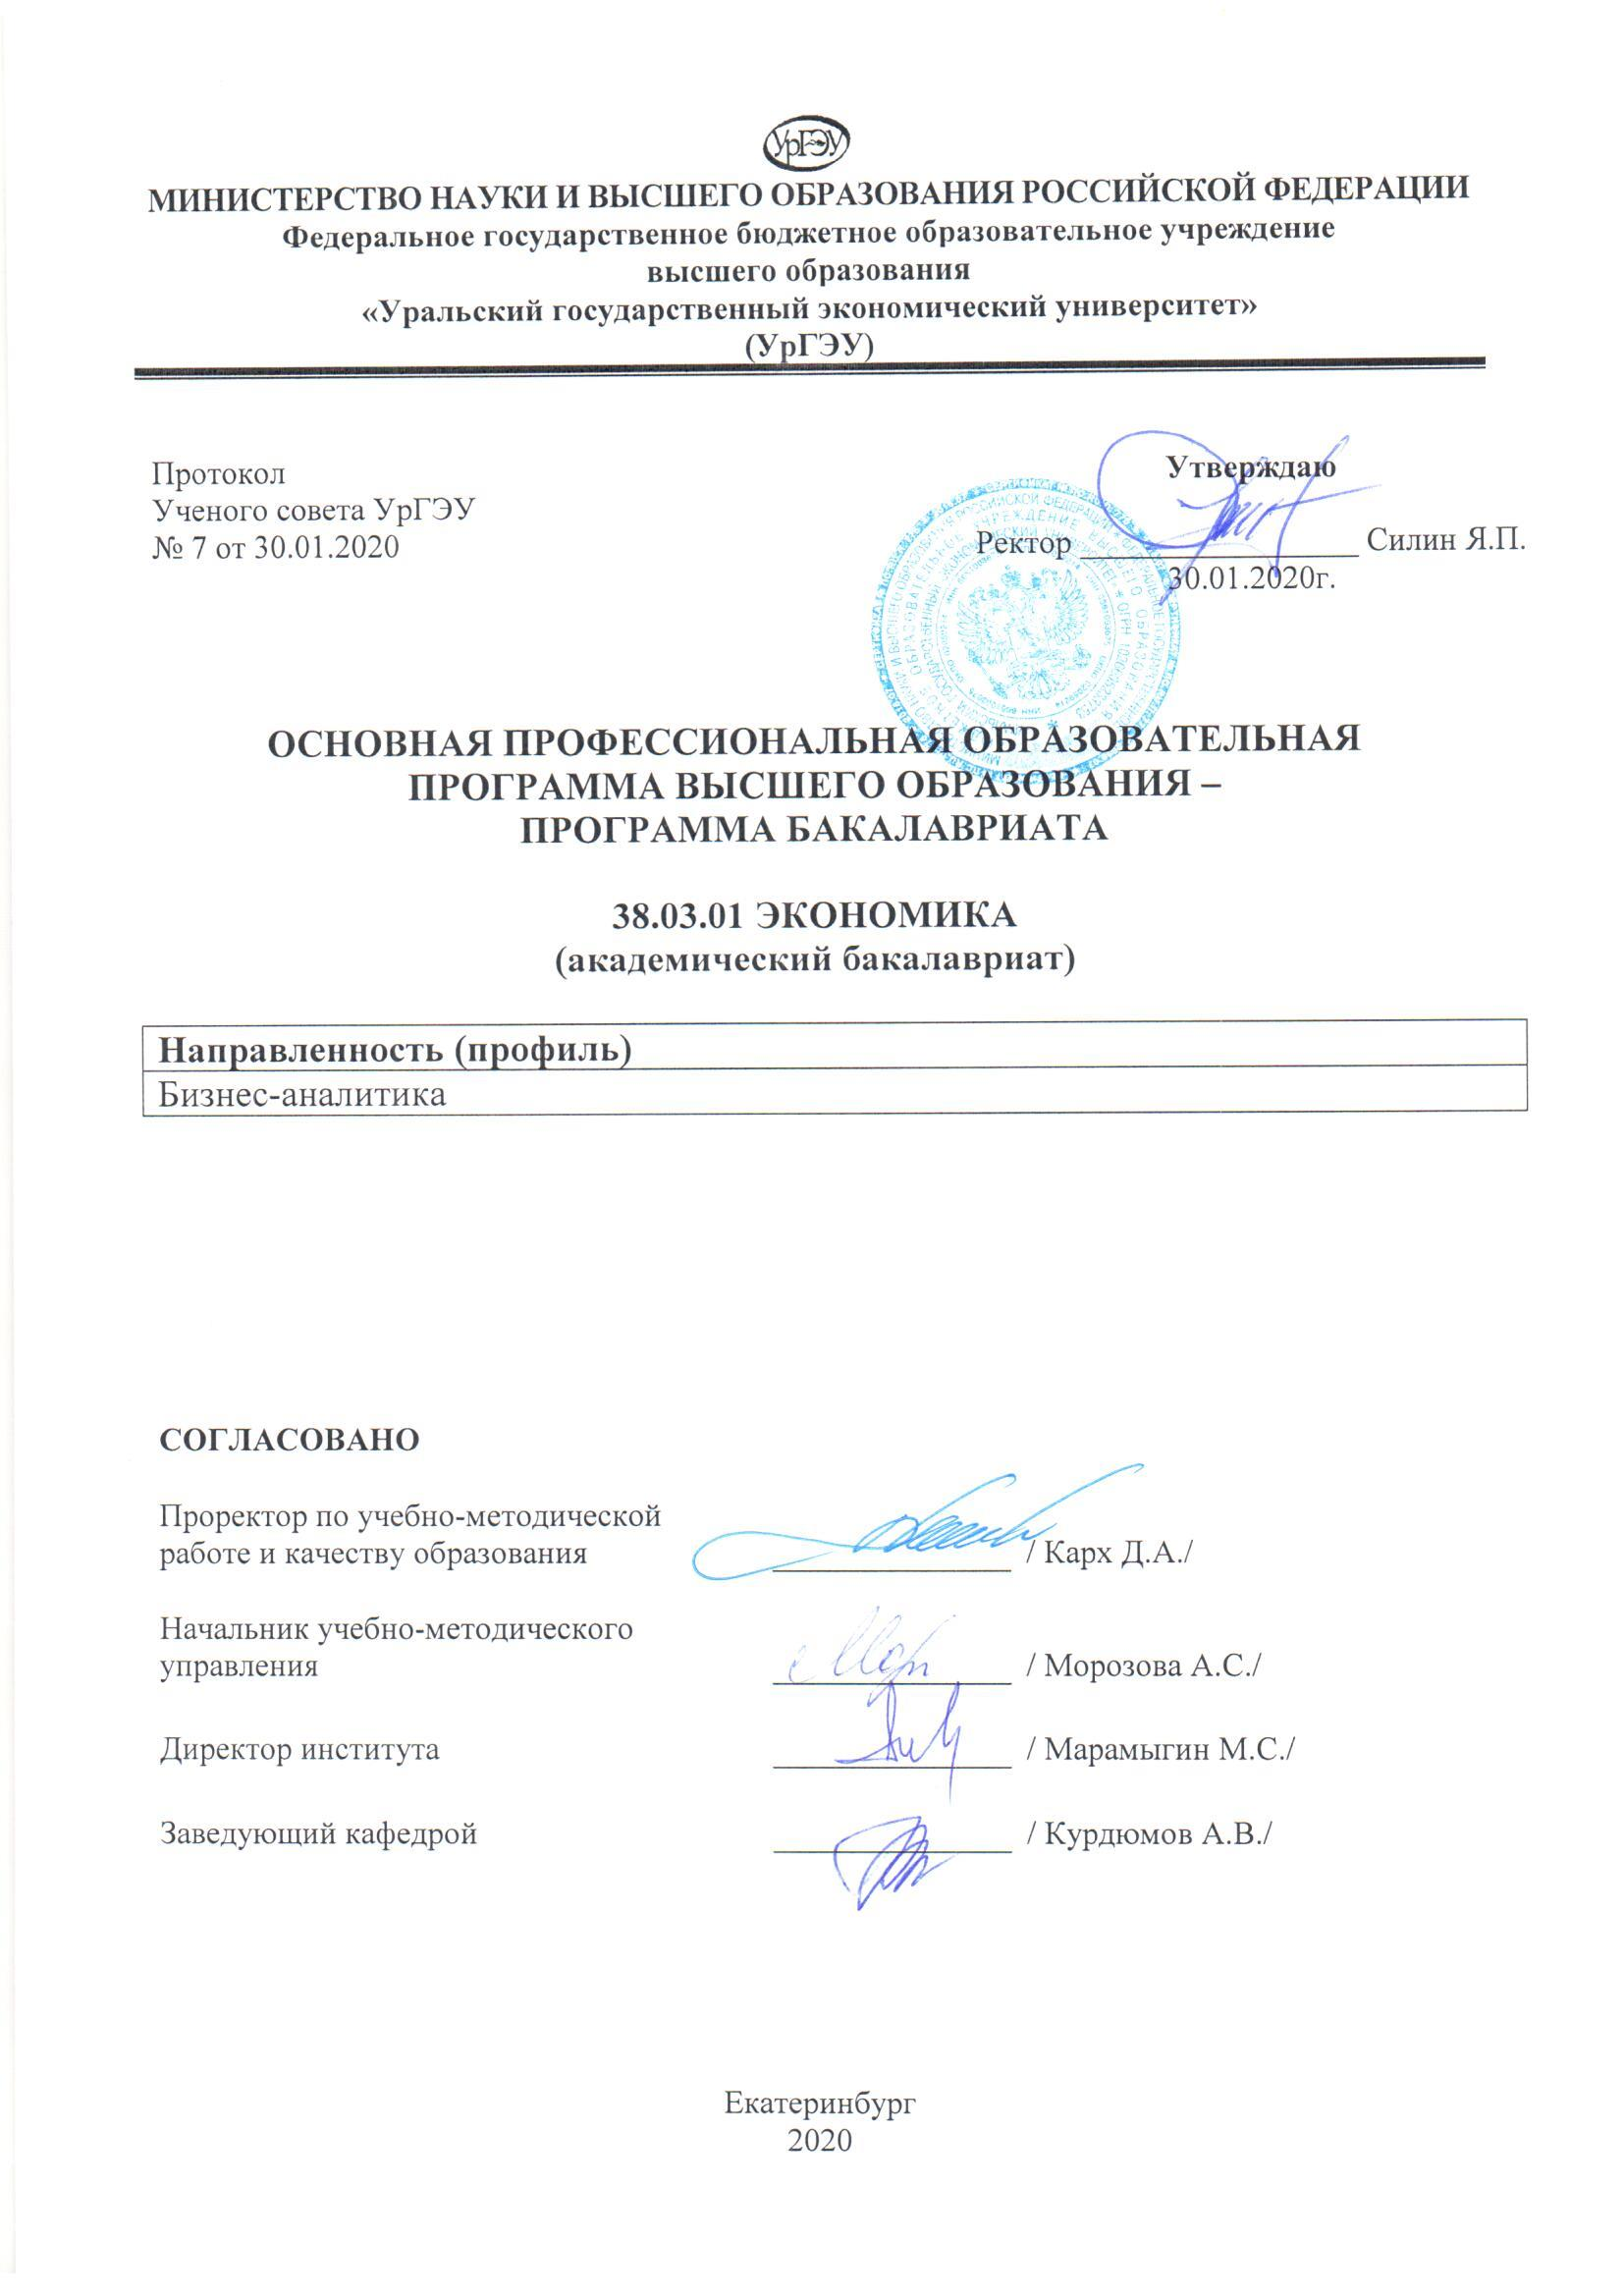 УрГЭУ
МИНИСТЕРСТВО НАУКИ И ВЫСШЕГО ОБРАЗОВАНИЯ РОССИЙСКОЙ ФЕДЕРАЦИИ
Федеральное государственное бюджетное образовательное учреждение
высшего образования
«Уральский государственный экономический университет»
(УрГЭУ)
Протокол
Ученого совета УрГЭУ
№ 7 от 30.01.2020
Утверждаю
Ректор Силин Я.П.
30.01.2020г.
ОСНОВНАЯ ПРОФЕССИОНАЛЬНАЯ ОБРАЗОВАТЕЛЬНАЯ
ПРОГРАММА ВЫСШЕГО ОБРАЗОВАНИЯ –
ПРОГРАММА БАКАЛАВРИАТА
38.03.01 ЭКОНОМИКА
(академический бакалавриат)
Направленность (профиль)
Бизнес-аналитика
СОГЛАСОВАНО
Проректор по учебно-методической
работе и качеству образования / Карх Д.А./
Начальник учебно-методического
управления / Морозова А.С./
Директор института / Марамыгин М.С./
Заведующий кафедрой / Курдюмов А.В./
Екатеринбург
2020